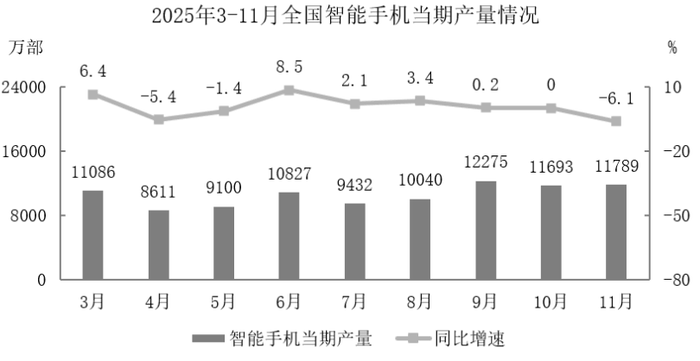 2025年3-11月全国智能手机当期产量情况
万部 %
6.4 -5.4 -1.4 8.5 2.1 3.4 0.2 0 -6.1
24000 10
16000 -20
11086 8611 9100 10827 9432 10040 12275 11693 11789
8000 -50
0 -80
3月 4月 5月 6月 7月 8月 9月 10月 11月
智能手机当期产量 同比增速